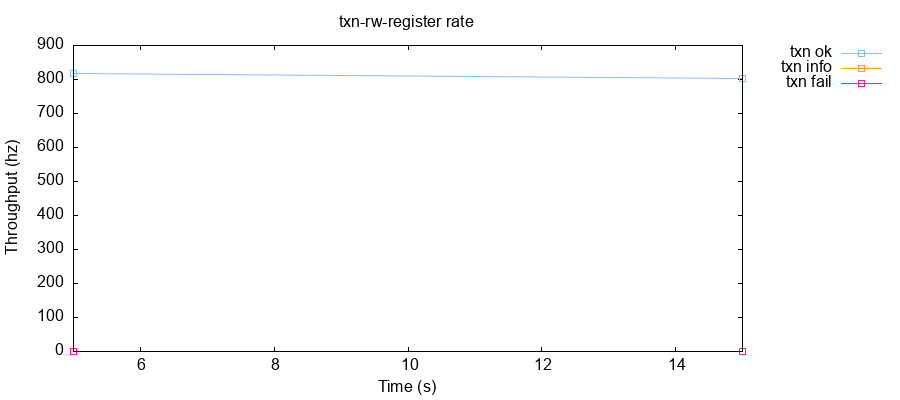 txn-rw-register rate
900
800
700
600
500
400
300
200
100
0
Throughput (hz)
6 8 10 12 14
Time (s)
txn ok
txn info
txn fail